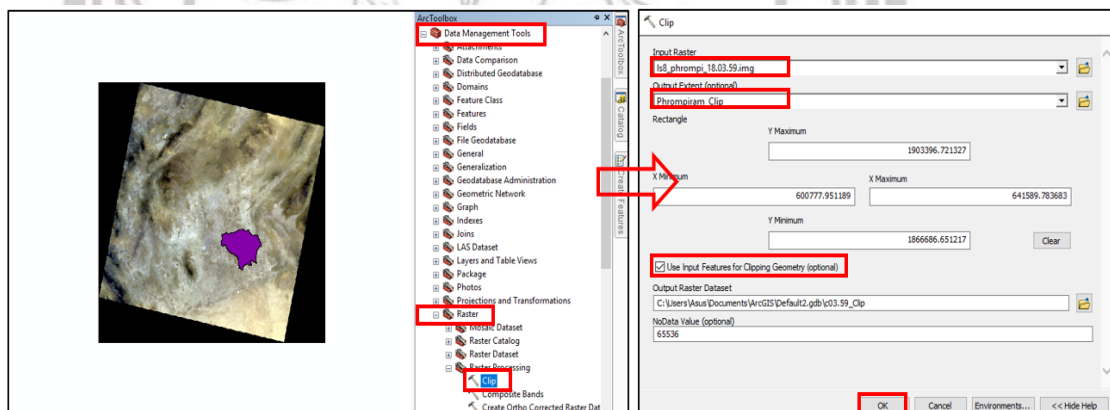 ArcToolbox
Data Management Tools
Attachments
Data Comparison
Distributed Geodatabase
Domains
Feature Class
Features
Fields
File Geodatabase
General
Generalization
Geodatabase Administration
Geometric Network
Graph
Indexes
Joins
LAS Dataset
Layers and Table Views
Package
Photos
Projections and Transformations
Raster
Mosaic Dataset
Raster Catalog
Raster Dataset
Raster Processing
Clip
Composite Bands
Create Ortho Corrected Raster Dat
ArcToolbox
Catalog
Create Features
Clip
Input Raster
ls8_phrompi_18.03.59.img
Output Extent (optional)
Phrompiram_Clip
Rectangle
Y Maximum
1903396.721327
X Minimum
X Maximum
600777.951189
641589.783683
Y Minimum
1866686.651217
Clear
Use Input Features for Clipping Geometry (optional)
Output Raster Dataset
C:\Users\Asus\Documents\ArcGIS\Default2.gdb\c03.59_Clip
NoData Value (optional)
65536
OK
Cancel
Environments...
<< Hide Help